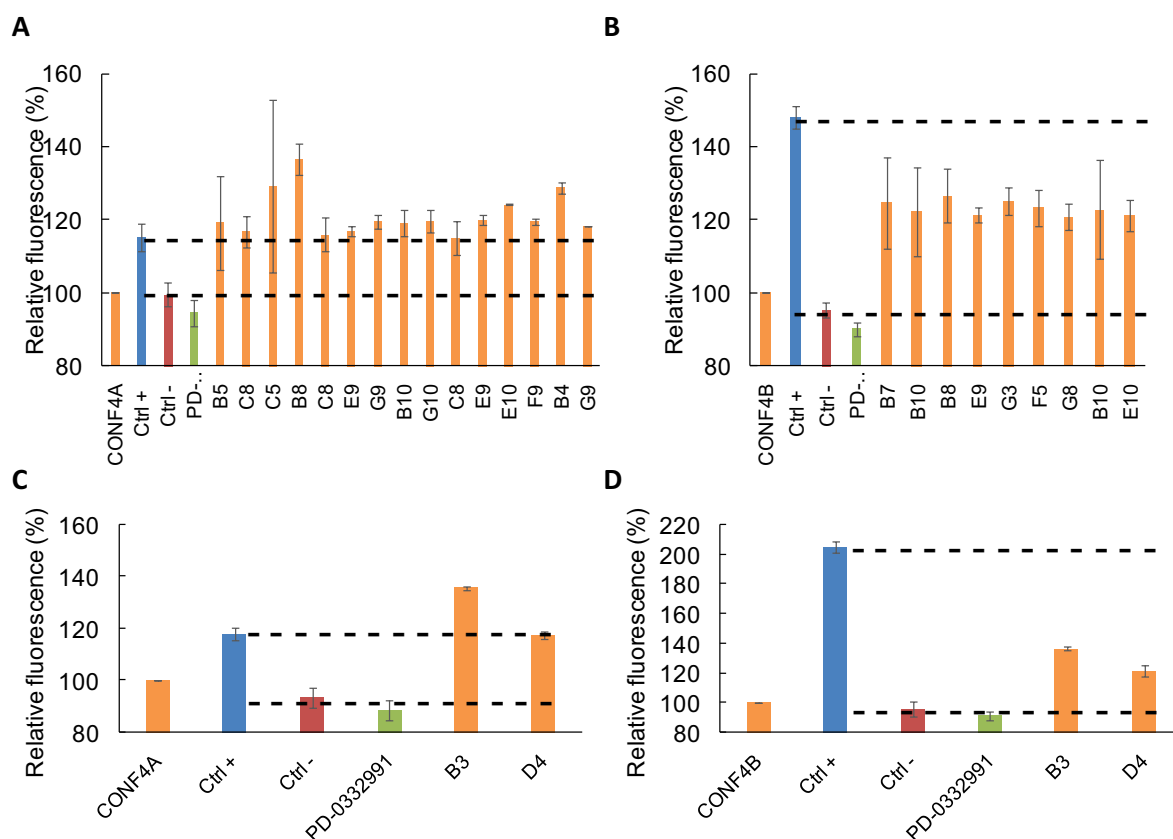 A
Relative fluorescence (%)
160
140
120
100
80
CONF4A
Ctrl +
Ctrl -
PD-..
B5
C8
C5
B8
C8
E9
G9
B10
G10
C8
E9
E10
F9
B4
G9
B
Relative fluorescence (%)
160
140
120
100
80
CONF4B
Ctrl +
Ctrl -
PD-..
B7
B10
B8
E9
G3
F5
G8
B10
E10
C
Relative fluorescence (%)
160
140
120
100
80
CONF4A
Ctrl +
Ctrl -
PD-0332991
B3
D4
D
Relative fluorescence (%)
220
200
180
160
140
120
100
80
CONF4B
Ctrl +
Ctrl -
PD-0332991
B3
D4